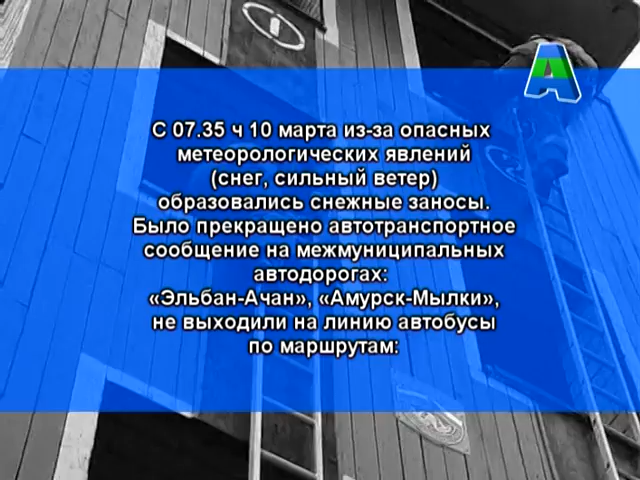 А
С 07.35 ч 10 марта из-за опасных
метеорологических явлений
(снег, сильный ветер)
образовались снежные заносы.
Было прекращено автотранспортное
сообщение на межмуниципальных
автодорогах:
«Эльбан-Ачан», «Амурск-Мылки»,
не выходили на линию автобусы
по маршрутам: